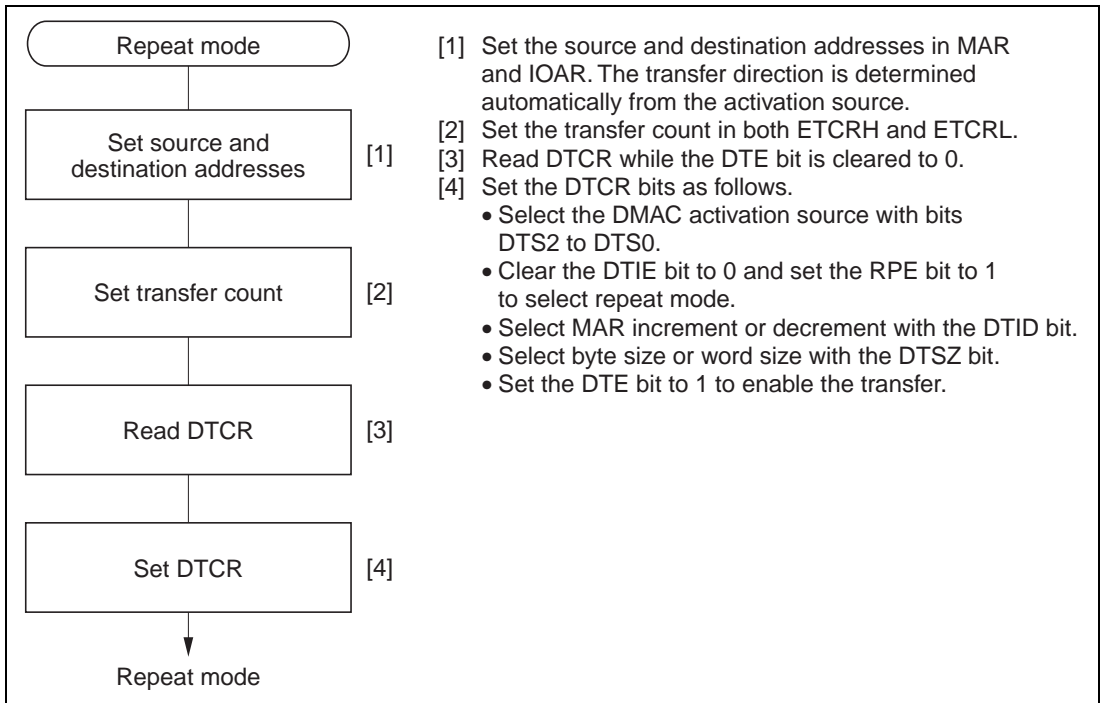 Repeat mode
Set source and
destination addresses
[1]
Set transfer count
[2]
Read DTCR
[3]
Set DTCR
[4]
Repeat mode
[1] Set the source and destination addresses in MAR
and IOAR. The transfer direction is determined
automatically from the activation source.
[2] Set the transfer count in both ETCRH and ETCRL.
[3] Read DTCR while the DTE bit is cleared to 0.
[4] Set the DTCR bits as follows.
• Select the DMAC activation source with bits
DTS2 to DTS0.
• Clear the DTIE bit to 0 and set the RPE bit to 1
to select repeat mode.
• Select MAR increment or decrement with the DTID bit.
• Select byte size or word size with the DTSZ bit.
• Set the DTE bit to 1 to enable the transfer.